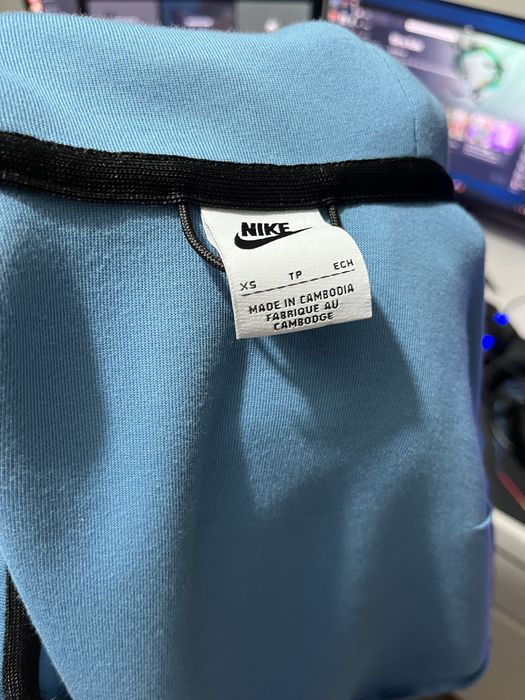 NIKE
XS TP ECH
MADE IN CAMBODIA
FABRIQUE AU
CAMBODGE